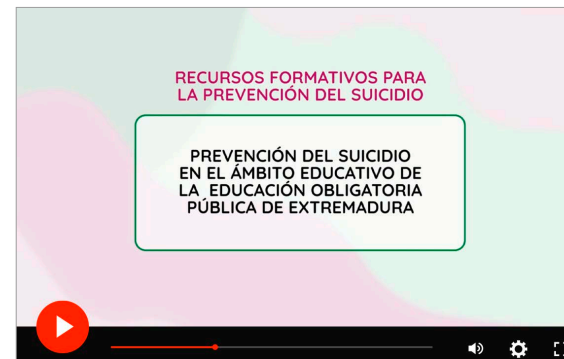 RECURSOS FORMATIVOS PARA
LA PREVENCIÓN DEL SUICIDIO
PREVENCIÓN DEL SUICIDIO
EN EL ÁMBITO EDUCATIVO DE
LA EDUCACIÓN OBLIGATORIA
PÚBLICA DE EXTREMADURA